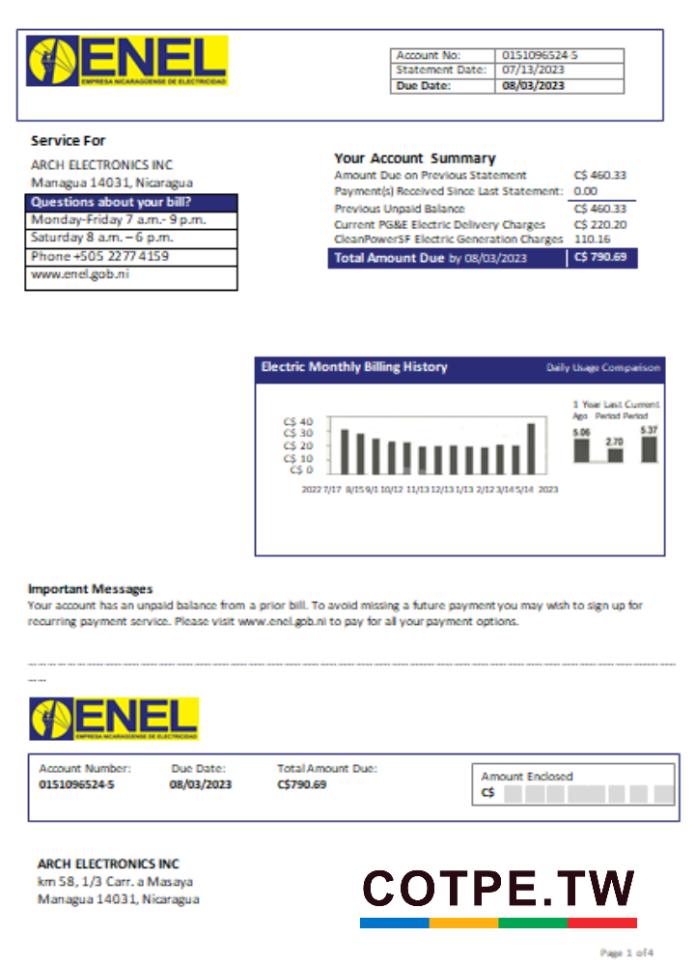 ENEL
EMPRESA NICARAGÜENSE DE ELECTRICIDAD
Account No: 0151096524-5
Statement Date: 07/13/2023
Due Date: 08/03/2023
Service For
ARCH ELECTRONICS INC
Managua 14031, Nicaragua
Questions about your bill?
Monday-Friday 7 a.m.- 9 p.m.
Saturday 8 a.m. – 6 p.m.
Phone +505 2277 4159
www.enel.gob.ni
Your Account Summary
Amount Due on Previous Statement C$ 460.33
Payment(s) Received Since Last Statement: 0.00
Previous Unpaid Balance C$ 460.33
Current PG&E Electric Delivery Charges C$ 220.20
CleanPowerSF Electric Generation Charges 110.16
Total Amount Due by 08/03/2023 C$ 790.69
Electric Monthly Billing History Daily Usage Comparison
C$ 40
C$ 30
C$ 20
C$ 10
C$ 0
2022 7/17 8/15 9/1 10/12 11/13 12/13 1/13 2/12 3/14 5/14 2023
1 Year Last Current
Ago Period Period
5.06 2.70 5.37
Important Messages
Your account has an unpaid balance from a prior bill. To avoid missing a future payment you may wish to sign up for
recurring payment service. Please visit www.enel.gob.ni to pay for all your payment options.
ENEL
EMPRESA NICARAGÜENSE DE ELECTRICIDAD
Account Number: Due Date: Total Amount Due:
0151096524-5 08/03/2023 C$790.69
Amount Enclosed
C$
ARCH ELECTRONICS INC
km 58, 1/3 Carr. a Masaya
Managua 14031, Nicaragua
COTPE.TW
Page 1 of 4